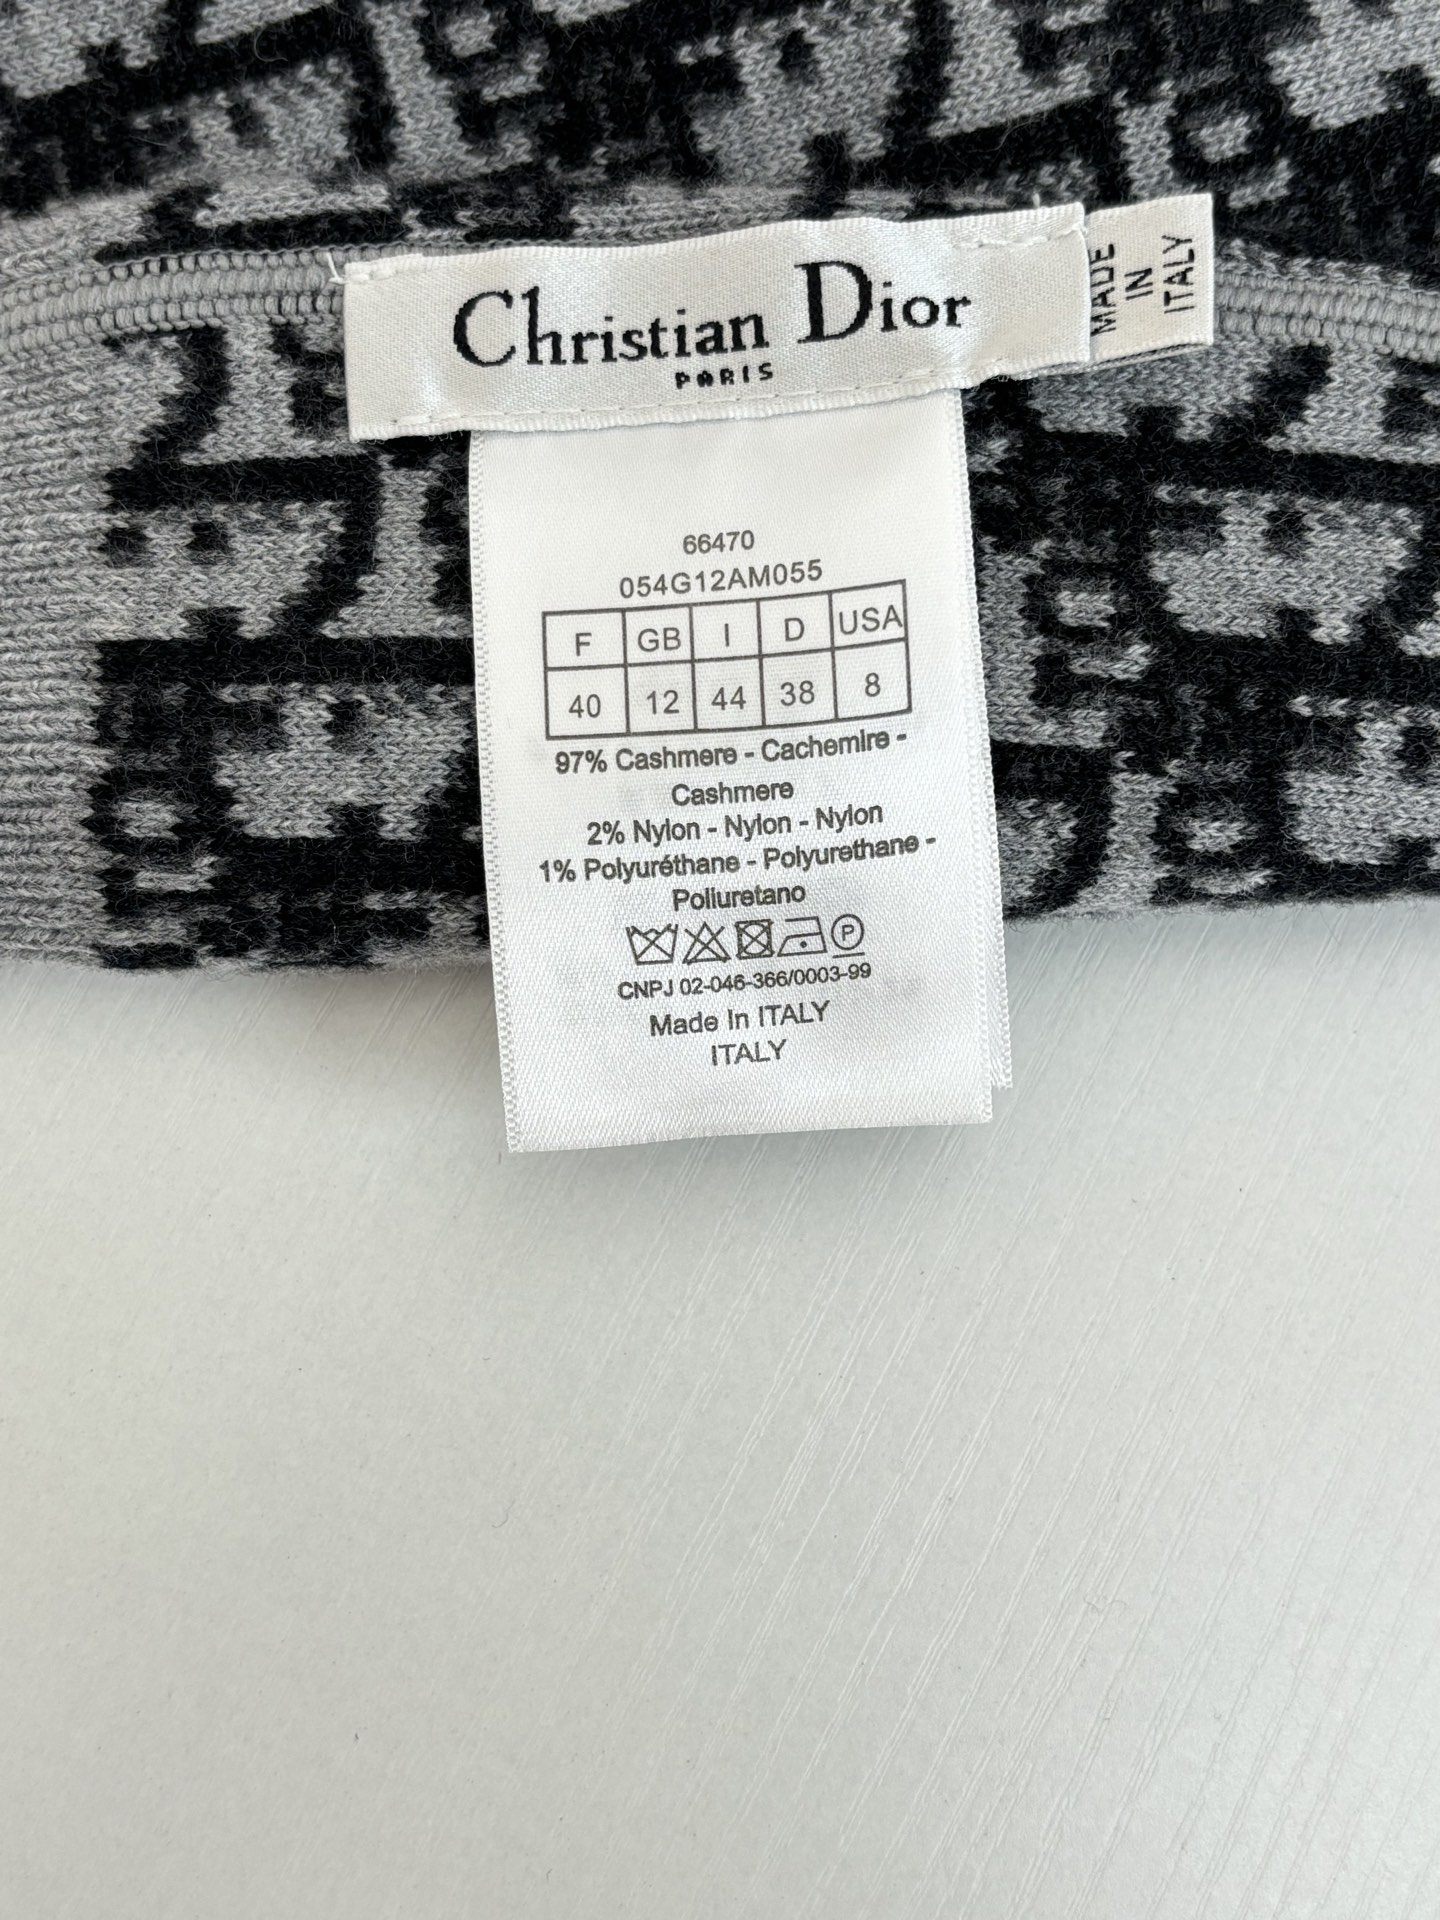 Christian Dior
PARIS
MADE
IN
ITALY
66470
054G12AM055
F GB I D USA
40 12 44 38 8
97% Cashmere - Cachemire -
Cashmere
2% Nylon - Nylon - Nylon
1% Polyuréthane - Polyurethane -
Poliuretano
P
CNPJ 02-046-366/0003-99
Made In ITALY
ITALY